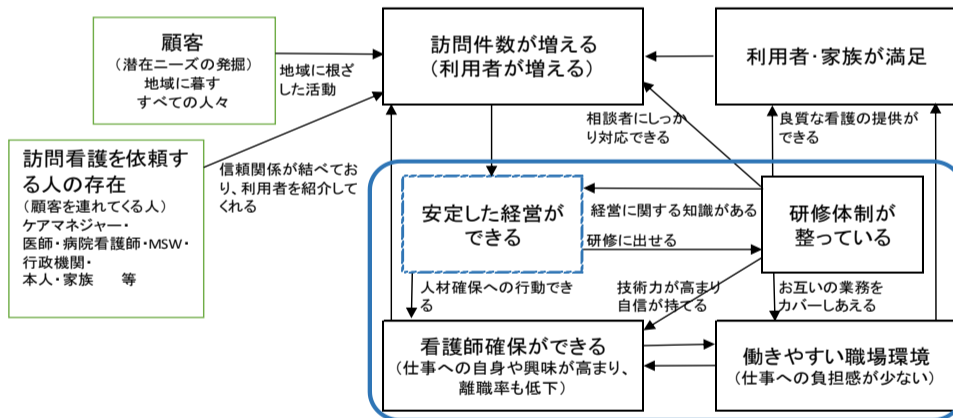 顧客
（潜在ニーズの発掘）
地域に暮す
すべての人々
地域に根ざ
した活動
訪問件数が増える
（利用者が増える）
利用者・家族が満足
相談者にしっか
り対応できる
良質な看護の提供が
できる
訪問看護を依頼す
る人の存在
（顧客を連れてくる人）
ケアマネジャー・
医師・病院看護師・MSW・
行政機関・
本人・家族　等
信頼関係が結べてお
り、利用者を紹介して
くれる
安定した経営が
できる
経営に関する知識がある
研修に出せる
研修体制が
整っている
人材確保への行動でき
る
技術力が高まり
自信が持てる
お互いの業務を
カバーしあえる
看護師確保ができる
（仕事への自身や興味が高まり、
離職率も低下）
働きやすい職場環境
（仕事への負担感が少ない）